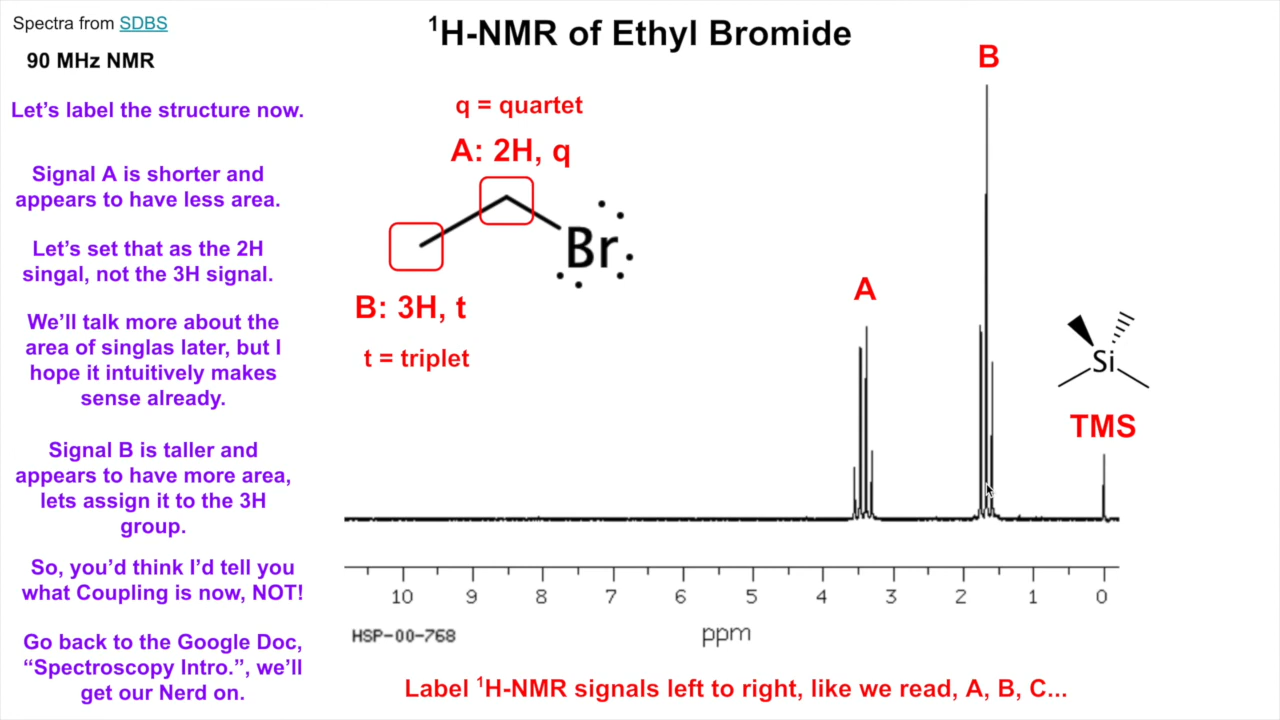 Spectra from SDBS
90 MHz NMR
¹H-NMR of Ethyl Bromide
Let's label the structure now.
Signal A is shorter and
appears to have less area.
Let's set that as the 2H
singal, not the 3H signal.
We'll talk more about the
area of singlas later, but I
hope it intuitively makes
sense already.
Signal B is taller and
appears to have more area,
lets assign it to the 3H
group.
So, you'd think I'd tell you
what Coupling is now, NOT!
Go back to the Google Doc,
“Spectroscopy Intro.”, we'll
get our Nerd on.
q = quartet
A: 2H, q
Br
B: 3H, t
t = triplet
A
B
Si
TMS
10 9 8 7 6 5 4 3 2 1 0
HSP-00-768
ppm
Label ¹H-NMR signals left to right, like we read, A, B, C...